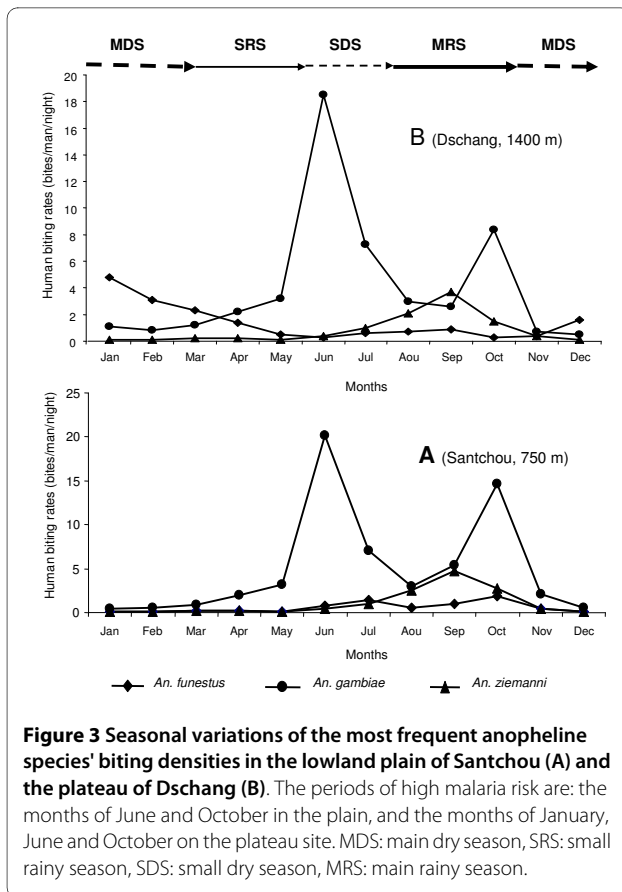 MDS SRS SDS MRS MDS
Human biting rates (bites/man/night)
20
18
16
14
12
10
8
6
4
2
0
B (Dschang, 1400 m)
Jan Feb Mar Apr May Jun Jul Aou Sep Oct Nov Dec
Months
Human biting rates (bites/man/night)
25
20
15
10
5
0
A (Santchou, 750 m)
Jan Feb Mar Apr May Jun Jul Aou Sep Oct Nov Dec
Months
An. funestus An. gambiae An. ziemanni
Figure 3 Seasonal variations of the most frequent anopheline
species' biting densities in the lowland plain of Santchou (A) and
the plateau of Dschang (B). The periods of high malaria risk are: the
months of June and October in the plain, and the months of January,
June and October on the plateau site. MDS: main dry season, SRS: small
rainy season, SDS: small dry season, MRS: main rainy season.